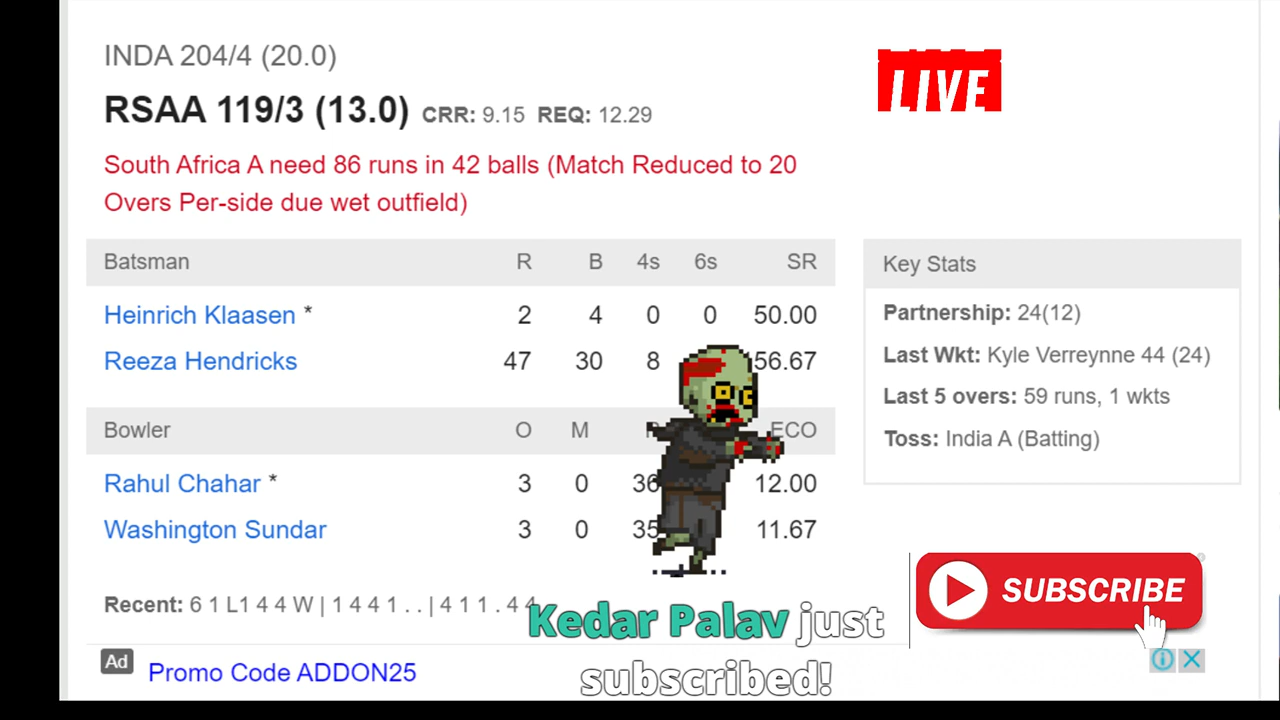 INDA 204/4 (20.0)
LIVE
RSAA 119/3 (13.0) CRR: 9.15 REQ: 12.29
South Africa A need 86 runs in 42 balls (Match Reduced to 20
Overs Per-side due wet outfield)
Batsman R B 4s 6s SR
Heinrich Klaasen * 2 4 0 0 50.00
Reeza Hendricks 47 30 8 56.67
Bowler O M ECO
Rahul Chahar * 3 0 36 12.00
Washington Sundar 3 0 35 11.67
Recent: 6 1 L1 4 4 W | 1 4 4 1 . . | 4 1 1 . 4 4
Key Stats
Partnership: 24(12)
Last Wkt: Kyle Verreynne 44 (24)
Last 5 overs: 59 runs, 1 wkts
Toss: India A (Batting)
SUBSCRIBE
Kedar Palav just
subscribed!
Ad Promo Code ADDON25